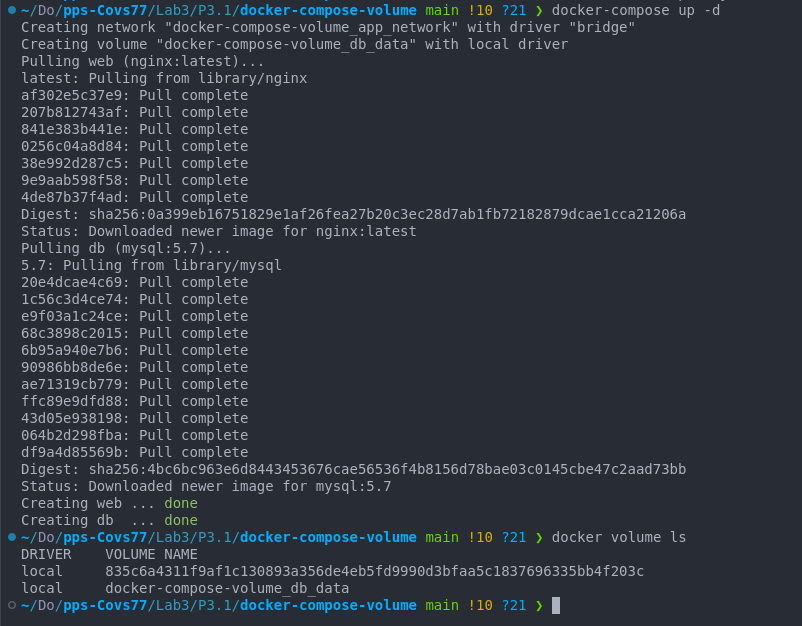 ~/Do/pps-Covs77/Lab3/P3.1/docker-compose-volume main !10 ?21 ❯ docker-compose up -d
Creating network "docker-compose-volume_app_network" with driver "bridge"
Creating volume "docker-compose-volume_db_data" with local driver
Pulling web (nginx:latest)...
latest: Pulling from library/nginx
af302e5c37e9: Pull complete
207b812743af: Pull complete
841e383b441e: Pull complete
0256c04a8d84: Pull complete
38e992d287c5: Pull complete
9e9aab598f58: Pull complete
4de87b37f4ad: Pull complete
Digest: sha256:0a399eb16751829e1af26fea27b20c3ec28d7ab1fb72182879dcae1cca21206a
Status: Downloaded newer image for nginx:latest
Pulling db (mysql:5.7)...
5.7: Pulling from library/mysql
20e4dcae4c69: Pull complete
1c56c3d4ce74: Pull complete
e9f03a1c24ce: Pull complete
68c3898c2015: Pull complete
6b95a940e7b6: Pull complete
90986bb8de6e: Pull complete
ae71319cb779: Pull complete
ffc89e9dfd88: Pull complete
43d05e938198: Pull complete
064b2d298fba: Pull complete
df9a4d85569b: Pull complete
Digest: sha256:4bc6bc963e6d8443453676cae56536f4b8156d78bae03c0145cbe47c2aad73bb
Status: Downloaded newer image for mysql:5.7
Creating web ... done
Creating db  ... done
~/Do/pps-Covs77/Lab3/P3.1/docker-compose-volume main !10 ?21 ❯ docker volume ls
DRIVER    VOLUME NAME
local     835c6a4311f9af1c130893a356de4eb5fd9990d3bfaa5c1837696335bb4f203c
local     docker-compose-volume_db_data
~/Do/pps-Covs77/Lab3/P3.1/docker-compose-volume main !10 ?21 ❯